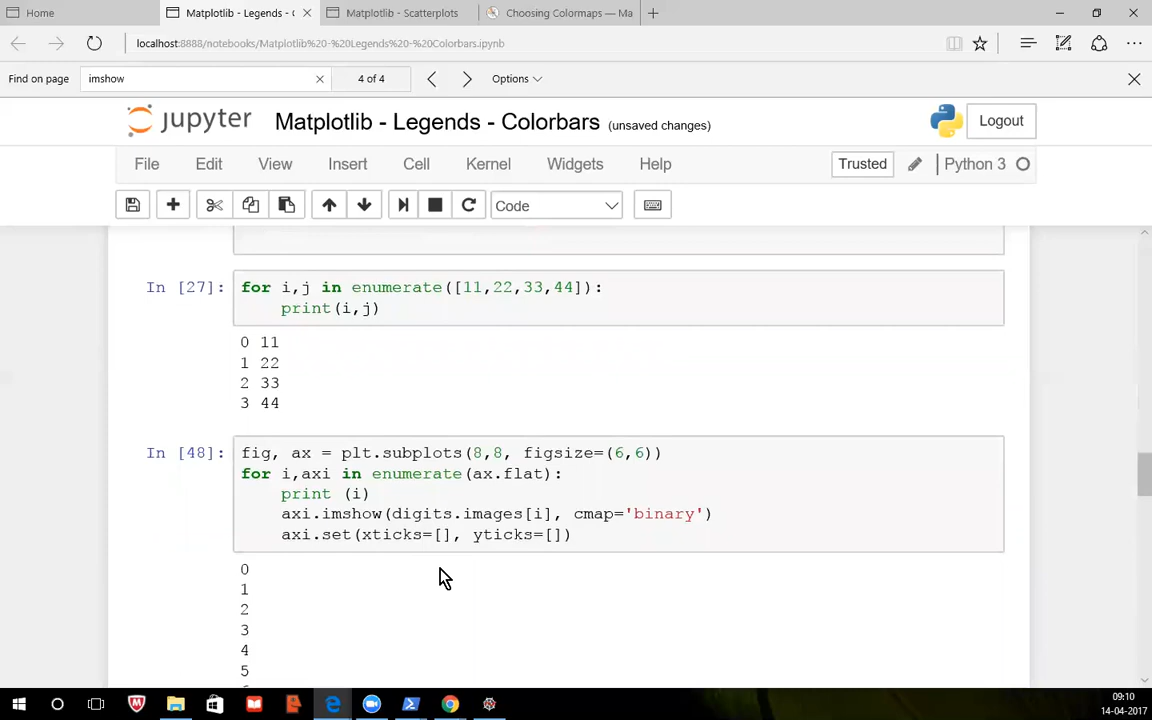 Home
Matplotlib - Legends - C
Matplotlib - Scatterplots
Choosing Colormaps — Ma
localhost:8888/notebooks/Matplotlib%20-%20Legends%20-%20Colorbars.ipynb
Find on page imshow 4 of 4 Options
jupyter Matplotlib - Legends - Colorbars (unsaved changes) Logout
File Edit View Insert Cell Kernel Widgets Help Trusted Python 3
Code
In [27]: for i,j in enumerate([11,22,33,44]):
print(i,j)
0 11
1 22
2 33
3 44
In [48]: fig, ax = plt.subplots(8,8, figsize=(6,6))
for i,axi in enumerate(ax.flat):
print (i)
axi.imshow(digits.images[i], cmap='binary')
axi.set(xticks=[], yticks=[])
0
1
2
3
4
5
09:10
14-04-2017